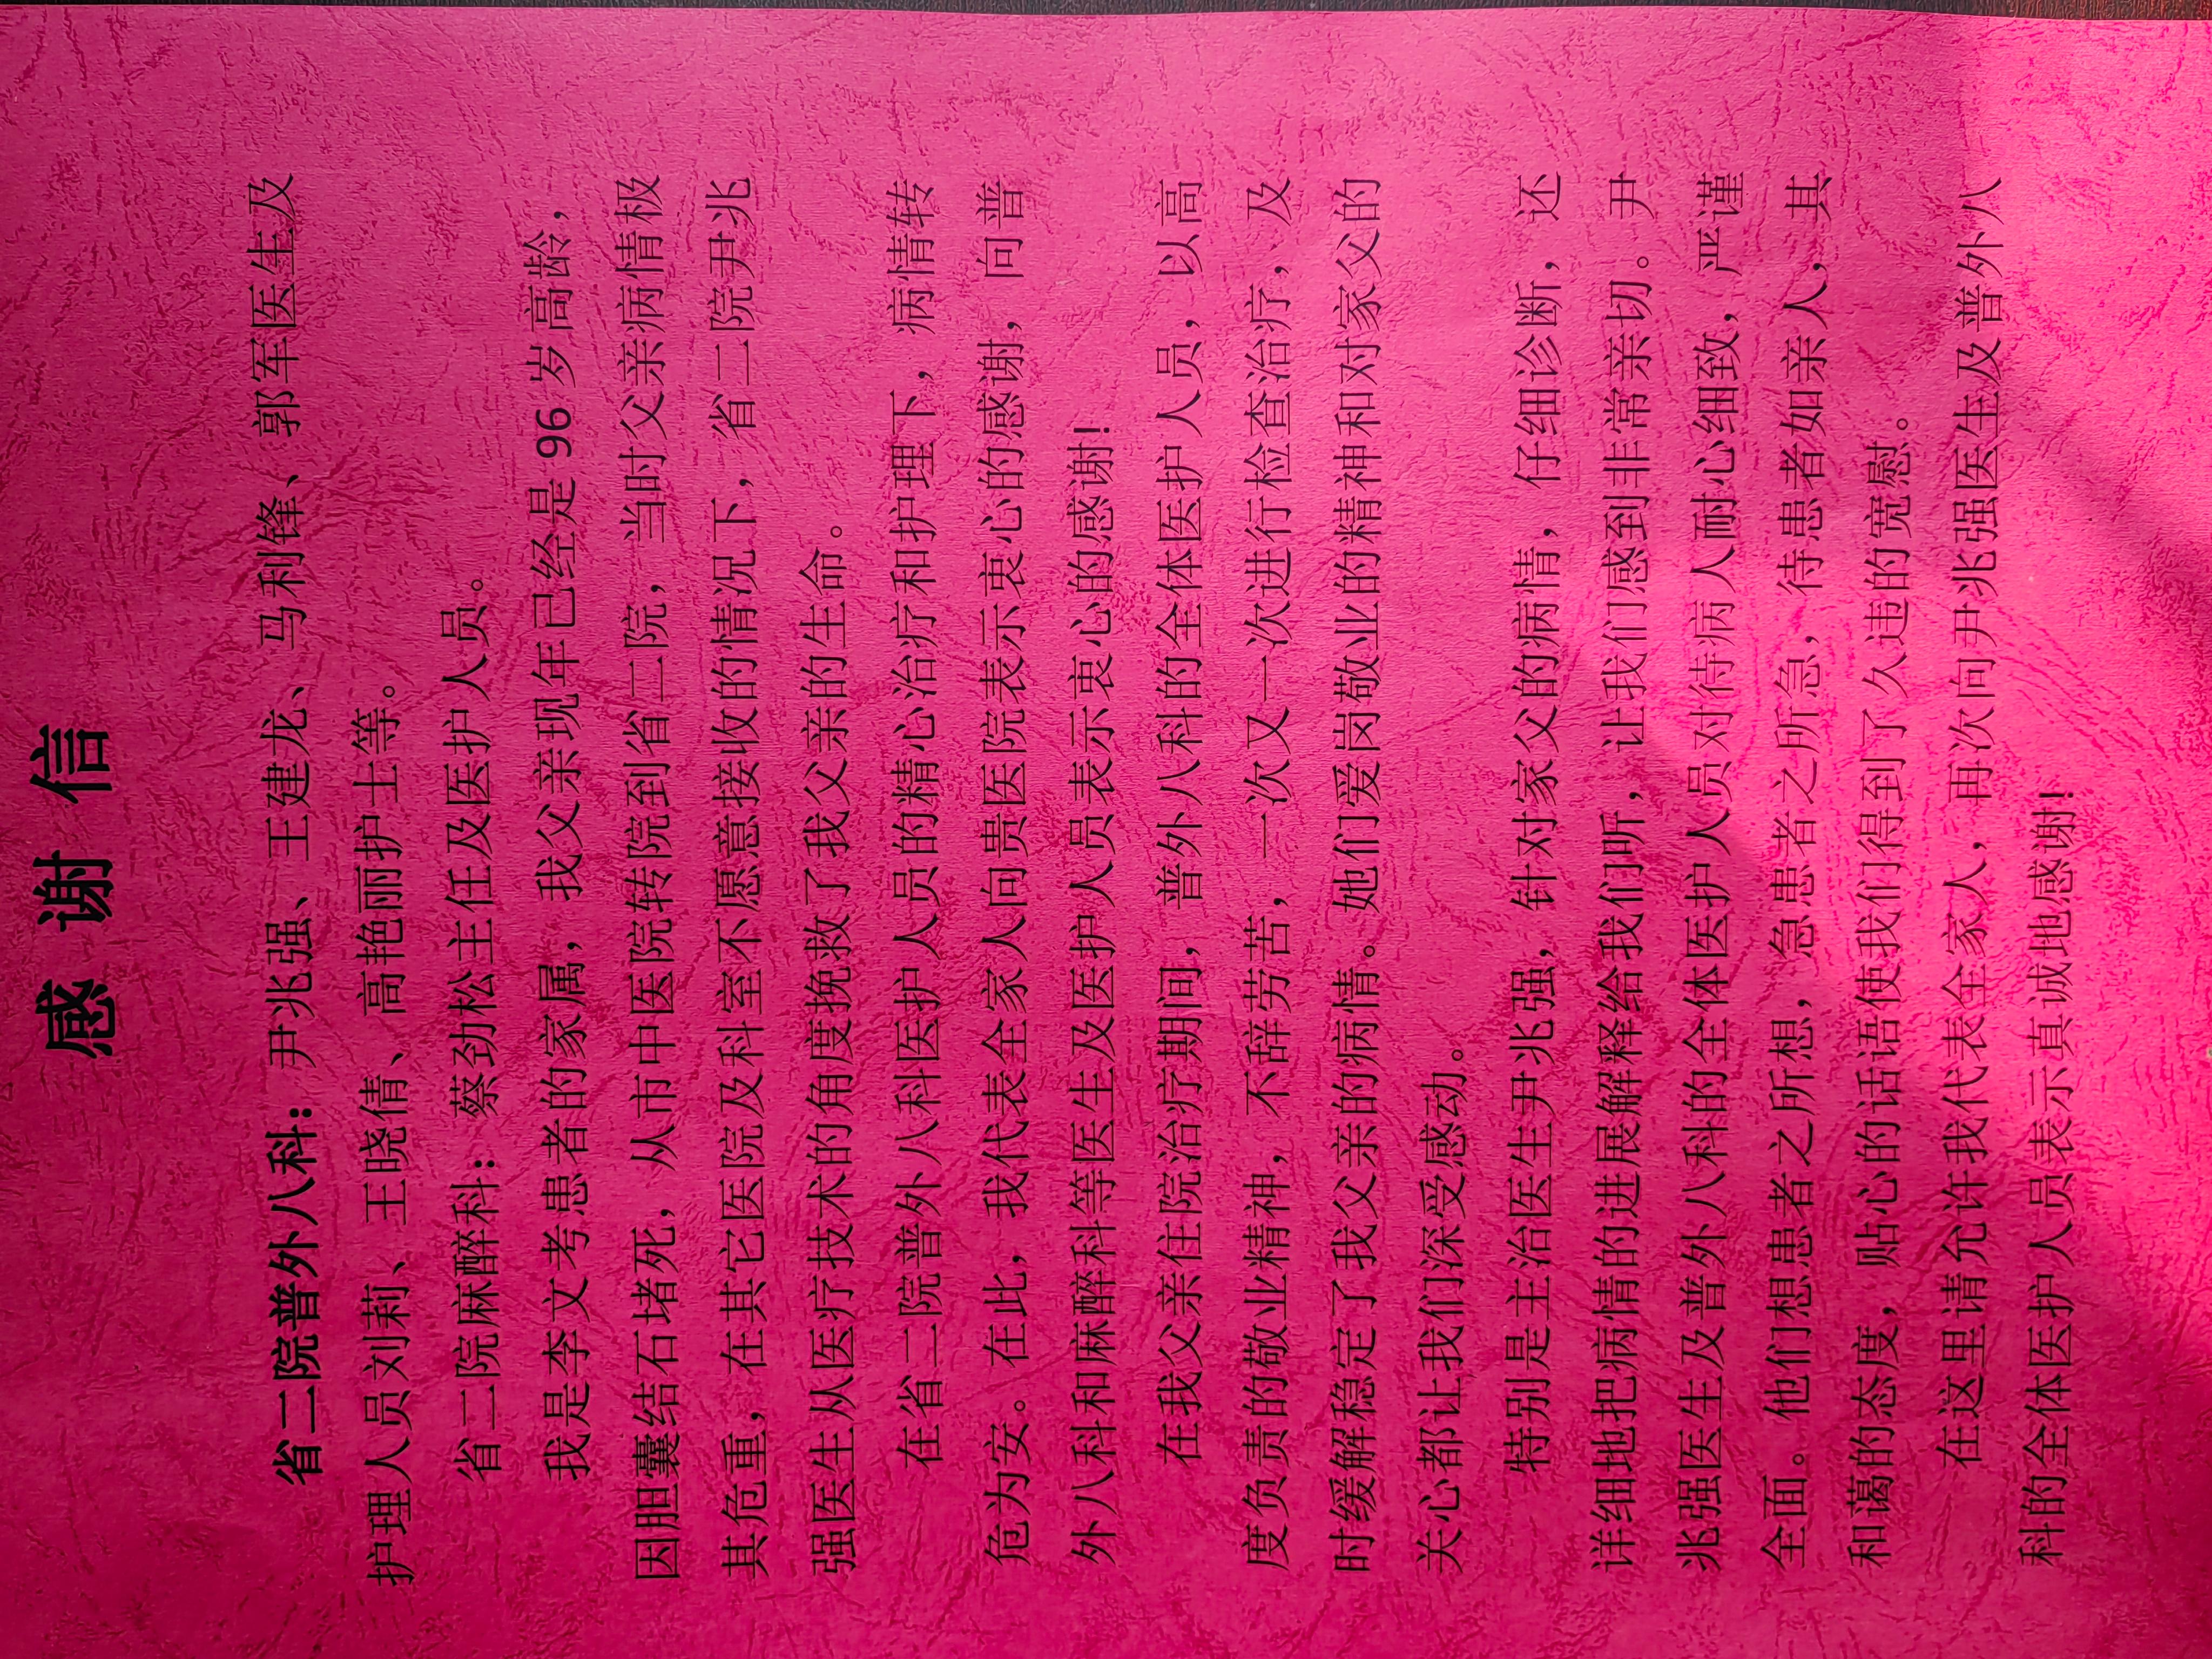 感 谢 信
省二院普外八科：尹兆强、王建龙、马利锋、郭军医生及
护理人员刘莉、王晓倩、高艳丽护士等。
省二院麻醉科：蔡劲松主任及医护人员。
我是李文考患者的家属，我父亲现年已经是 96 岁高龄，
因胆囊结石堵死，从市中医院转院到省二院，当时父亲病情极
其危重，在其它医院及科室不愿意接收的情况下，省二院尹兆
强医生从医疗技术的角度挽救了我父亲的生命。
在省二院普外八科医护人员的精心治疗和护理下，病情转
危为安。在此，我代表全家人向贵医院表示衷心的感谢，向普
外八科和麻醉科等医生及医护人员表示衷心的感谢!
在我父亲住院治疗期间，普外八科的全体医护人员，以高
度负责的敬业精神，不辞劳苦，一次又一次进行检查治疗，及
时缓解稳定了我父亲的病情。她们爱岗敬业的精神和对家父的
关心都让我们深受感动。
特别是主治医生尹兆强，针对家父的病情，仔细诊断，还
详细地把病情的进展解释给我们听，让我们感到非常亲切。尹
兆强医生及普外八科的全体医护人员对待病人耐心细致，严谨
全面。他们想患者之所想，急患者之所急，待患者如亲人，其
和蔼的态度，贴心的话语使我们得到了久违的宽慰。
在这里请允许我代表全家人，再次向尹兆强医生及普外八
科的全体医护人员表示真诚地感谢!